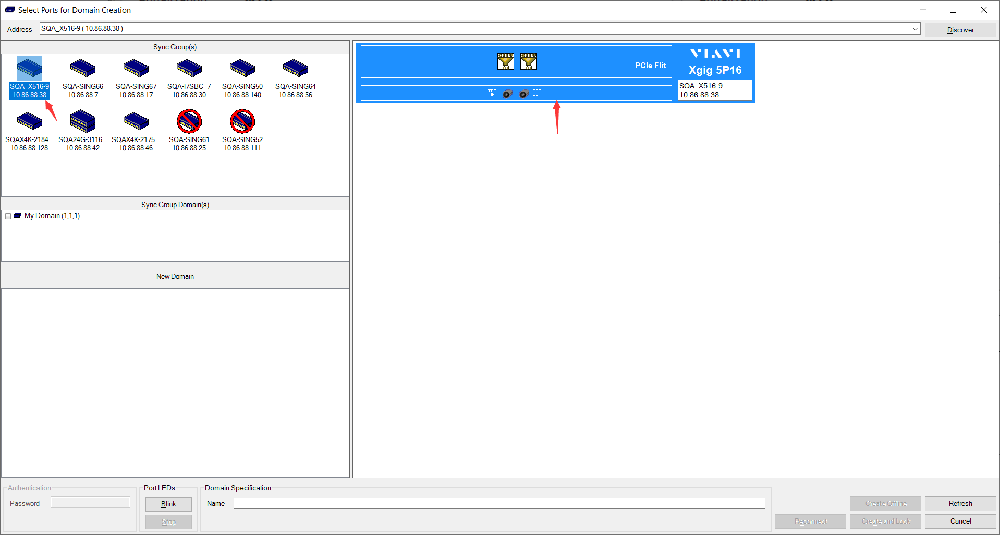 Select Ports for Domain Creation
Address
SQA_X516-9 ( 10.86.88.38 )
Discover
Sync Group(s)
SQA_X516-9
10.86.88.38
SQA-SING66
10.86.88.7
SQA-SING67
10.86.88.17
SQA-I7SBC_7
10.86.88.30
SQA-SING50
10.86.88.140
SQA-SING64
10.86.88.56
SQAX4K-2184...
10.86.88.128
SQA24G-3116...
10.86.88.42
SQAX4K-2175...
10.86.88.46
SQA-SING61
10.86.88.25
SQA-SING52
10.86.88.111
Sync Group Domain(s)
My Domain (1,1,1)
New Domain
0110
01
0110
01
PCIe Flit
VIAVI
Xgig 5P16
SQA_X516-9
10.86.88.38
TRG
IN
TRG
OUT
Authentication
Password
Port LEDs
Blink
Stop
Domain Specification
Name
Create Offline
Refresh
Reconnect
Create and Lock
Cancel